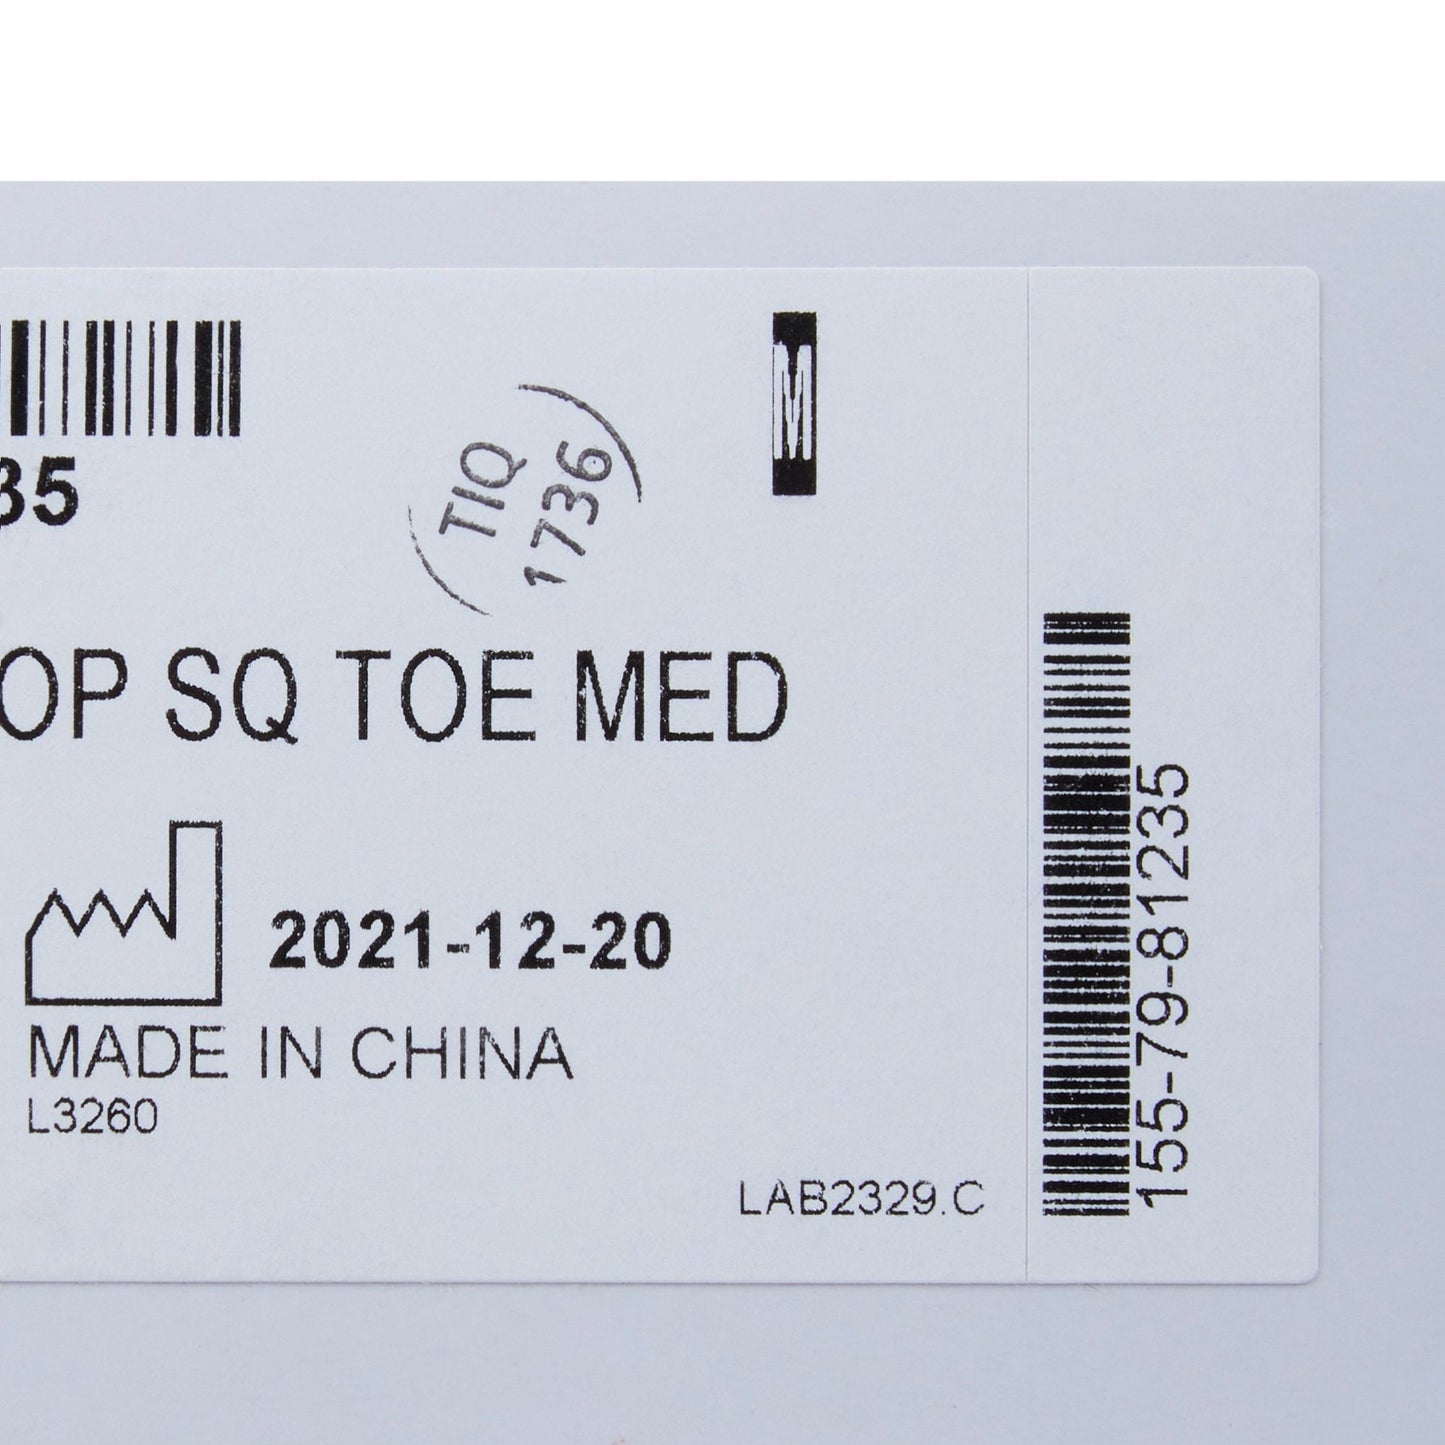 35
M
TIQ
1736
OP SQ TOE MED
2021-12-20
MADE IN CHINA
L3260
LAB2329.C
155-79-81235